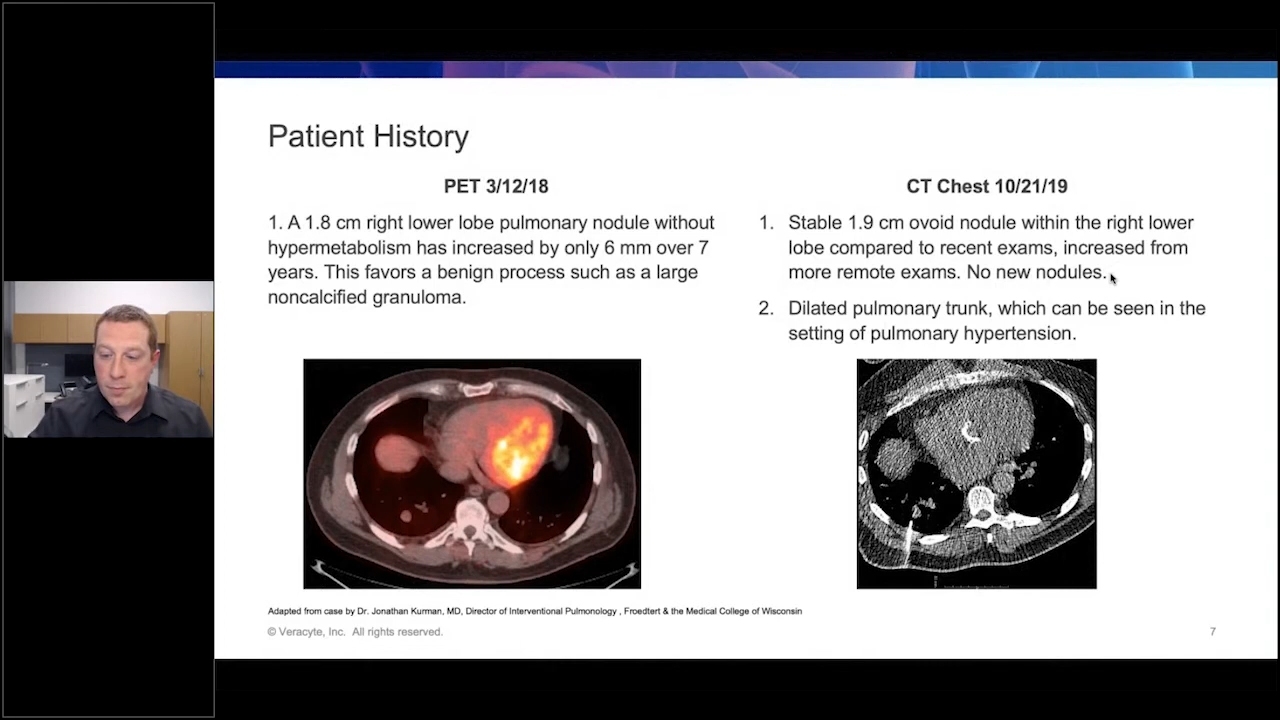 Patient History
PET 3/12/18
1. A 1.8 cm right lower lobe pulmonary nodule without
hypermetabolism has increased by only 6 mm over 7
years. This favors a benign process such as a large
noncalcified granuloma.
CT Chest 10/21/19
1. Stable 1.9 cm ovoid nodule within the right lower
lobe compared to recent exams, increased from
more remote exams. No new nodules.
2. Dilated pulmonary trunk, which can be seen in the
setting of pulmonary hypertension.
Adapted from case by Dr. Jonathan Kurman, MD, Director of Interventional Pulmonology , Froedtert & the Medical College of Wisconsin
© Veracyte, Inc. All rights reserved.
7